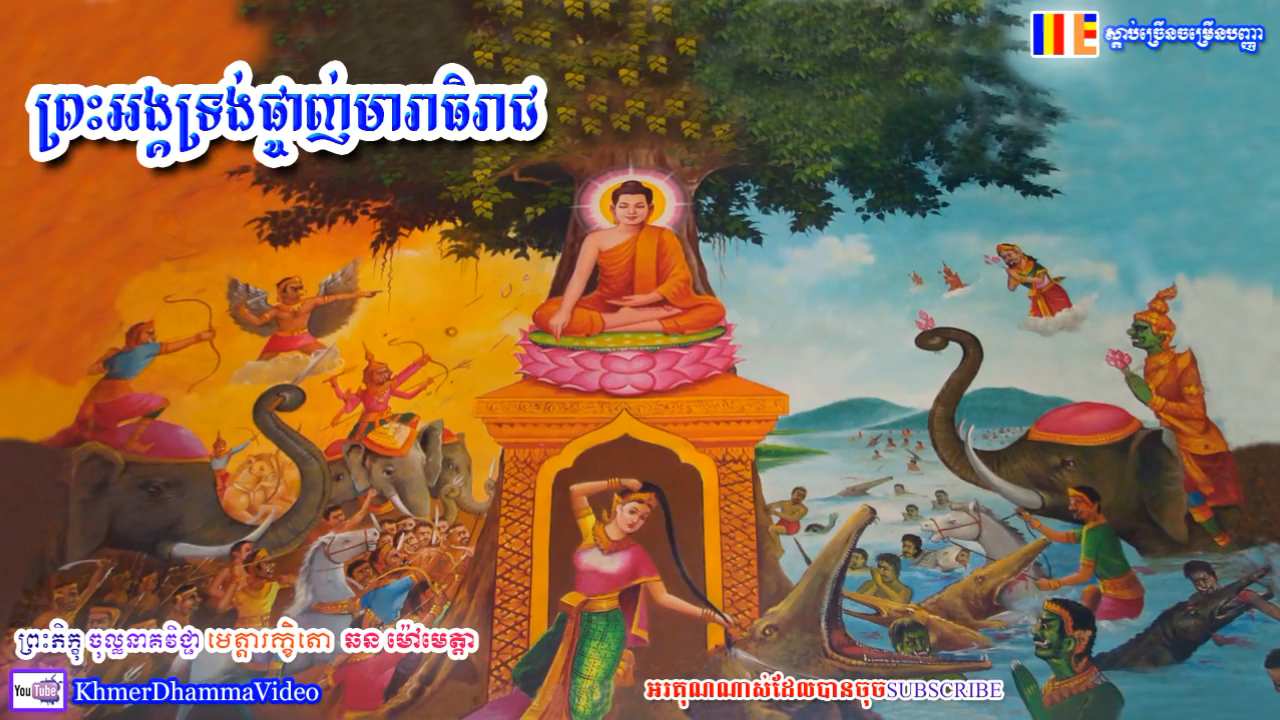 ស្តាប់ច្រើនចម្រើនបញ្ញា
ព្រះអង្គទ្រង់ផ្ចាញ់មារាធិរាជ
ព្រះភិក្ខុ ចុល្លនាគវិជ្ជា មេត្តារក្ខិតោ ឆន ម៉ៅមេត្តា
YouTube KhmerDhammaVideo
អរគុណណាស់ដែលបានចុចSUBSCRIBE